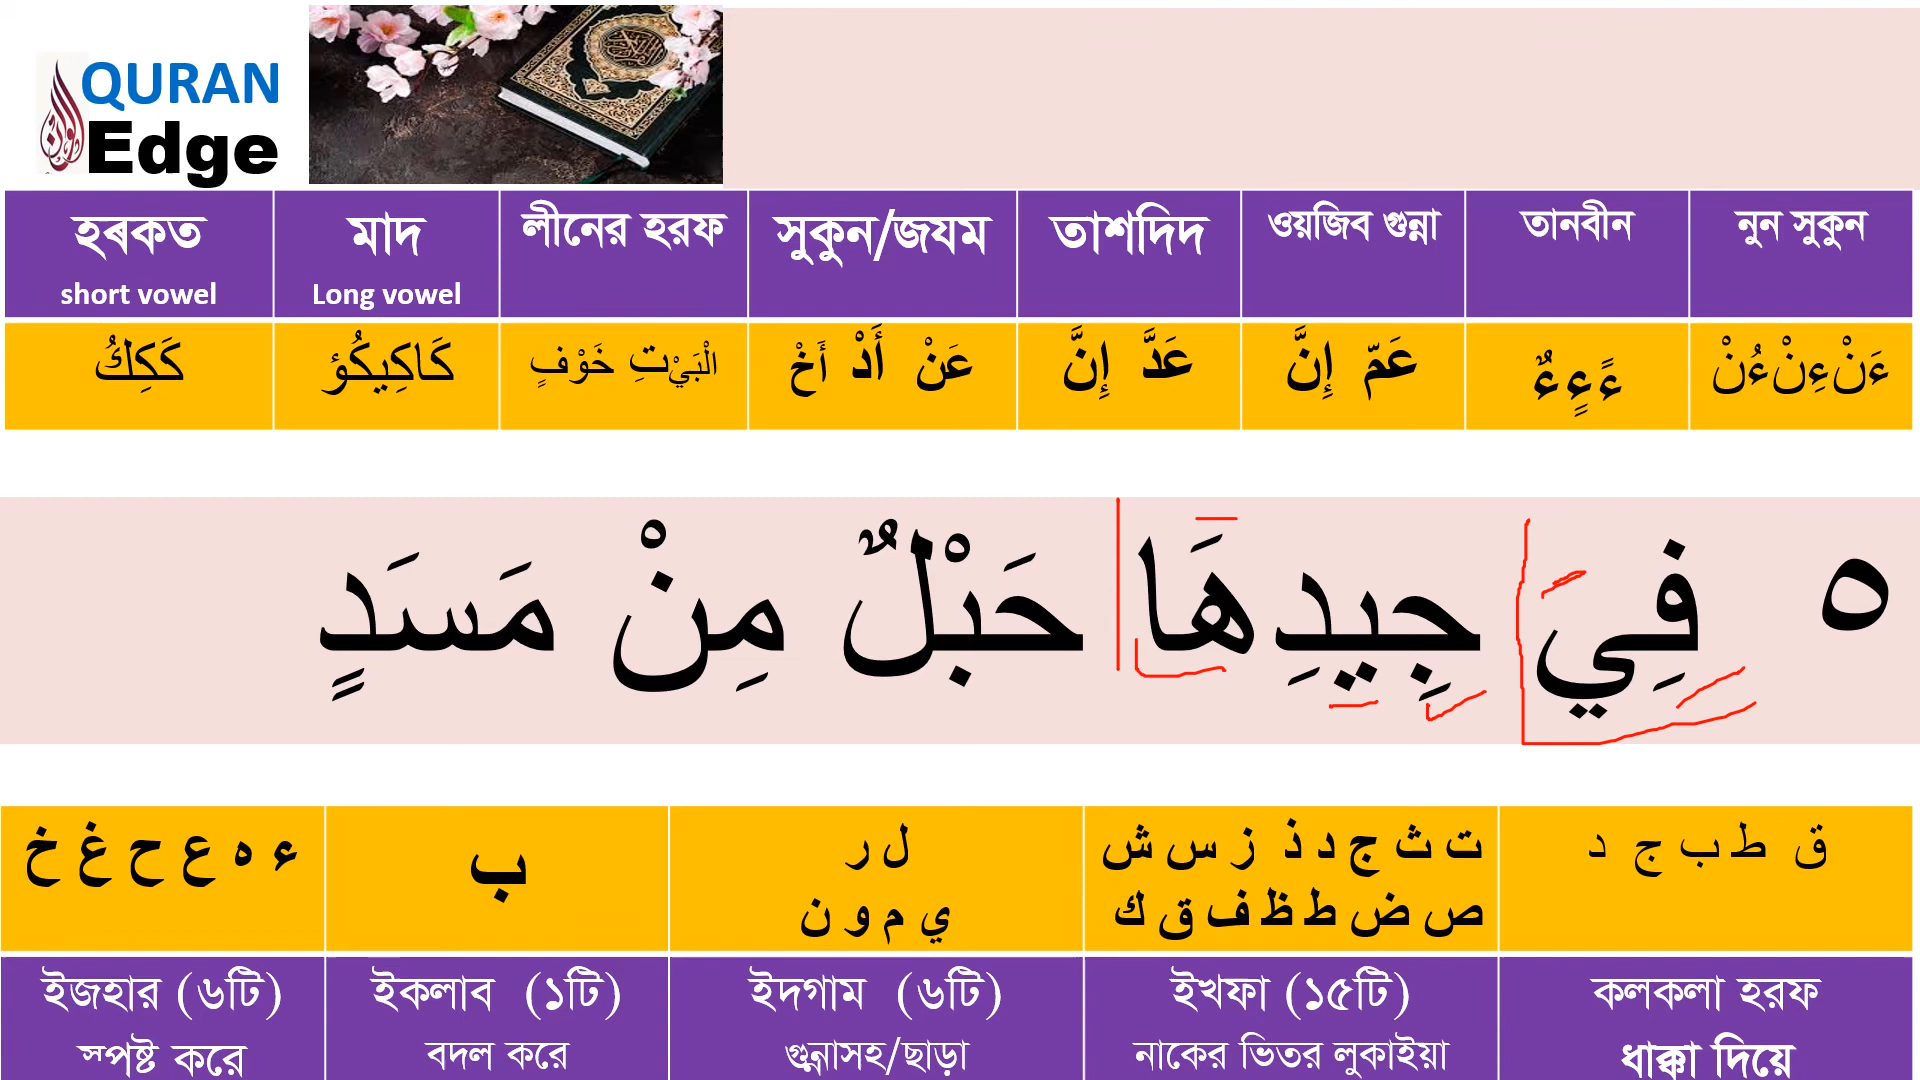 QURAN
Edge
হৰকত
short vowel
মাদ
Long vowel
লীনের হরফ
সুকুন/জযম
তাশদিদ
ওয়জিব গুন্না
তানবীন
নুন সুকুন
كَكِكُ
كَاكِيكُؤ
الْبَيْتِ خَوْفٍ
عَنْ أَدْ أَخْ
عَدَّ إِنَّ
عَمّ إِنَّ
ءًءٍءٌ
ءَنْءِنْءُنْ
٥ فِي جِيدِهَا حَبْلٌ مِنْ مَسَدٍ
ء ه ع ح غ خ
ب
ل ر
ي م و ن
ت ث ج د ذ ز س ش
ص ض ط ظ ف ق ك
ق ط ب ج د
ইজহার (৬টি)
স্পষ্ট করে
ইকলাব (১টি)
বদল করে
ইদগাম (৬টি)
গুন্নাসহ/ছাড়া
ইখফা (১৫টি)
নাকের ভিতর লুকাইয়া
কলকলা হরফ
ধাক্কা দিয়ে